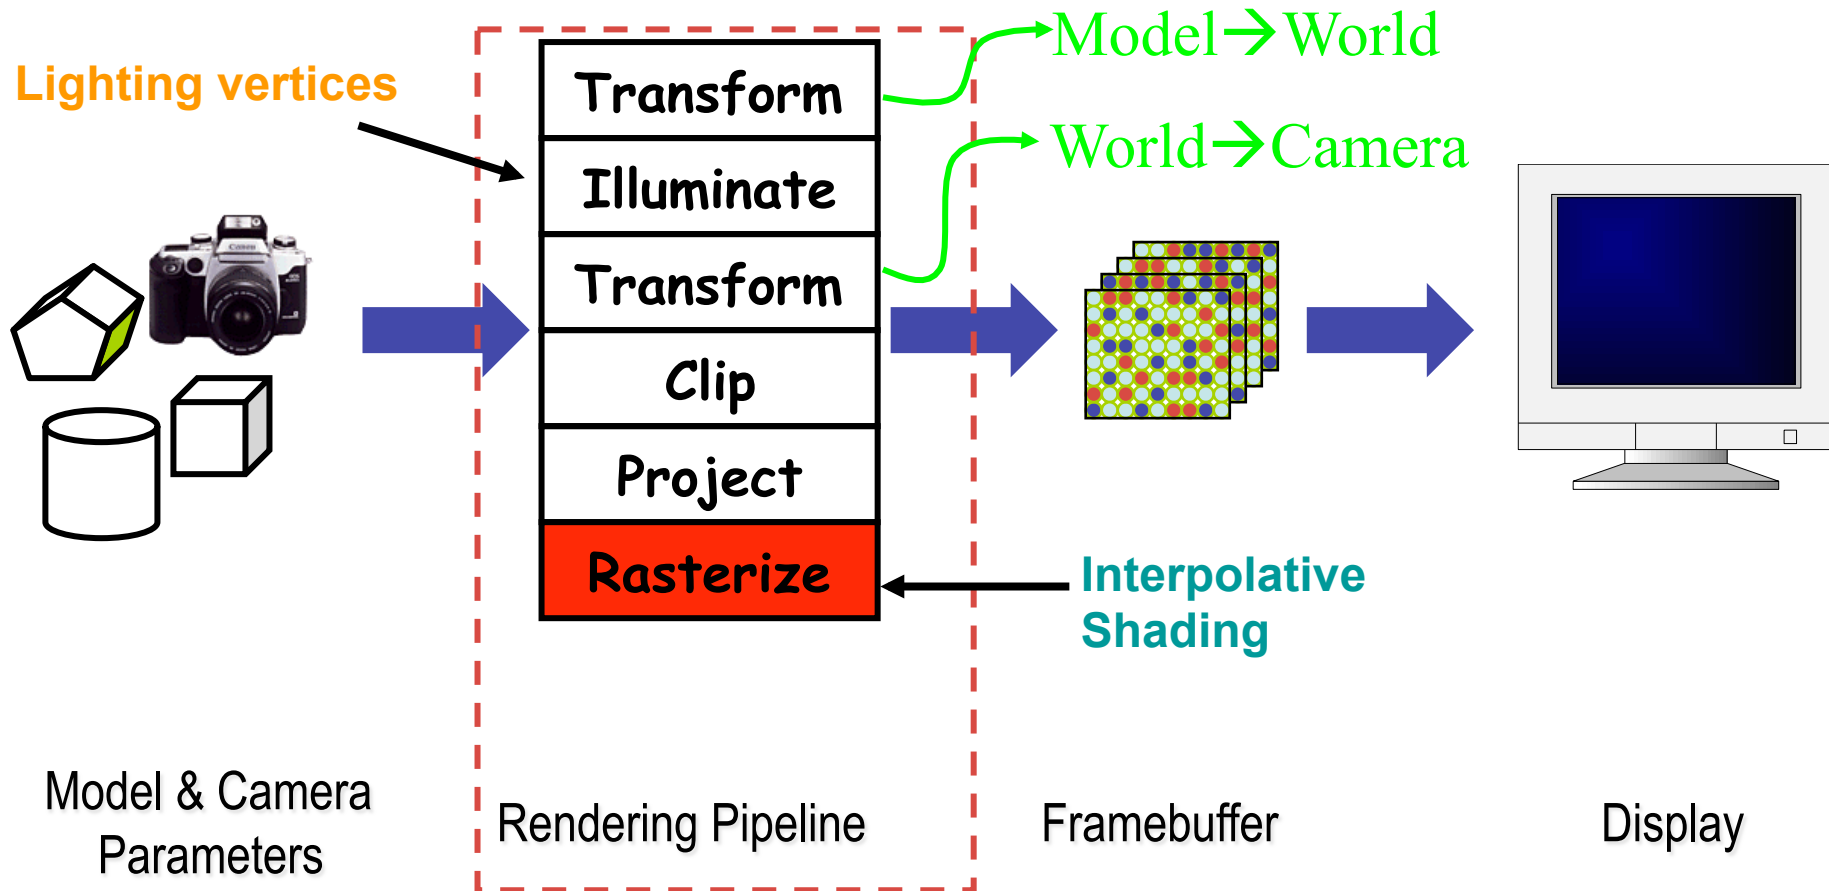 Lighting vertices
Transform
Illuminate
Transform
Clip
Project
Rasterize
Model→World
World→Camera
Canon
Interpolative
Shading
Model & Camera
Parameters
Rendering Pipeline
Framebuffer
Display